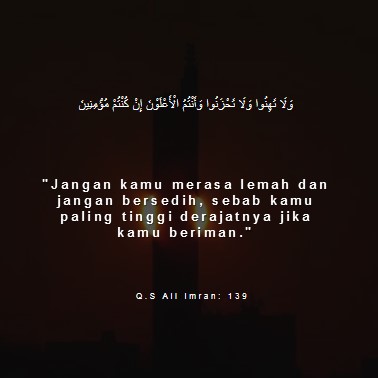 وَلَا تَهِنُوا وَلَا تَحْزَنُوا وَأَنْتُمُ الْأَعْلَوْنَ إِنْ كُنْتُمْ مُؤْمِنِينَ
"Jangan kamu merasa lemah dan
jangan bersedih, sebab kamu
paling tinggi derajatnya jika
kamu beriman."
Q.S Ali Imran: 139